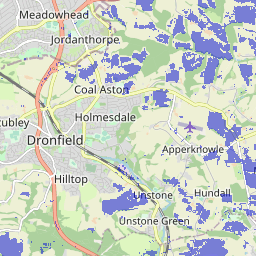 Meadowhead
Jordanthorpe
Coal Aston
Holmesdale
Dronfield
Apperknowle
Hilltop
Unstone
Hundall
Unstone Green